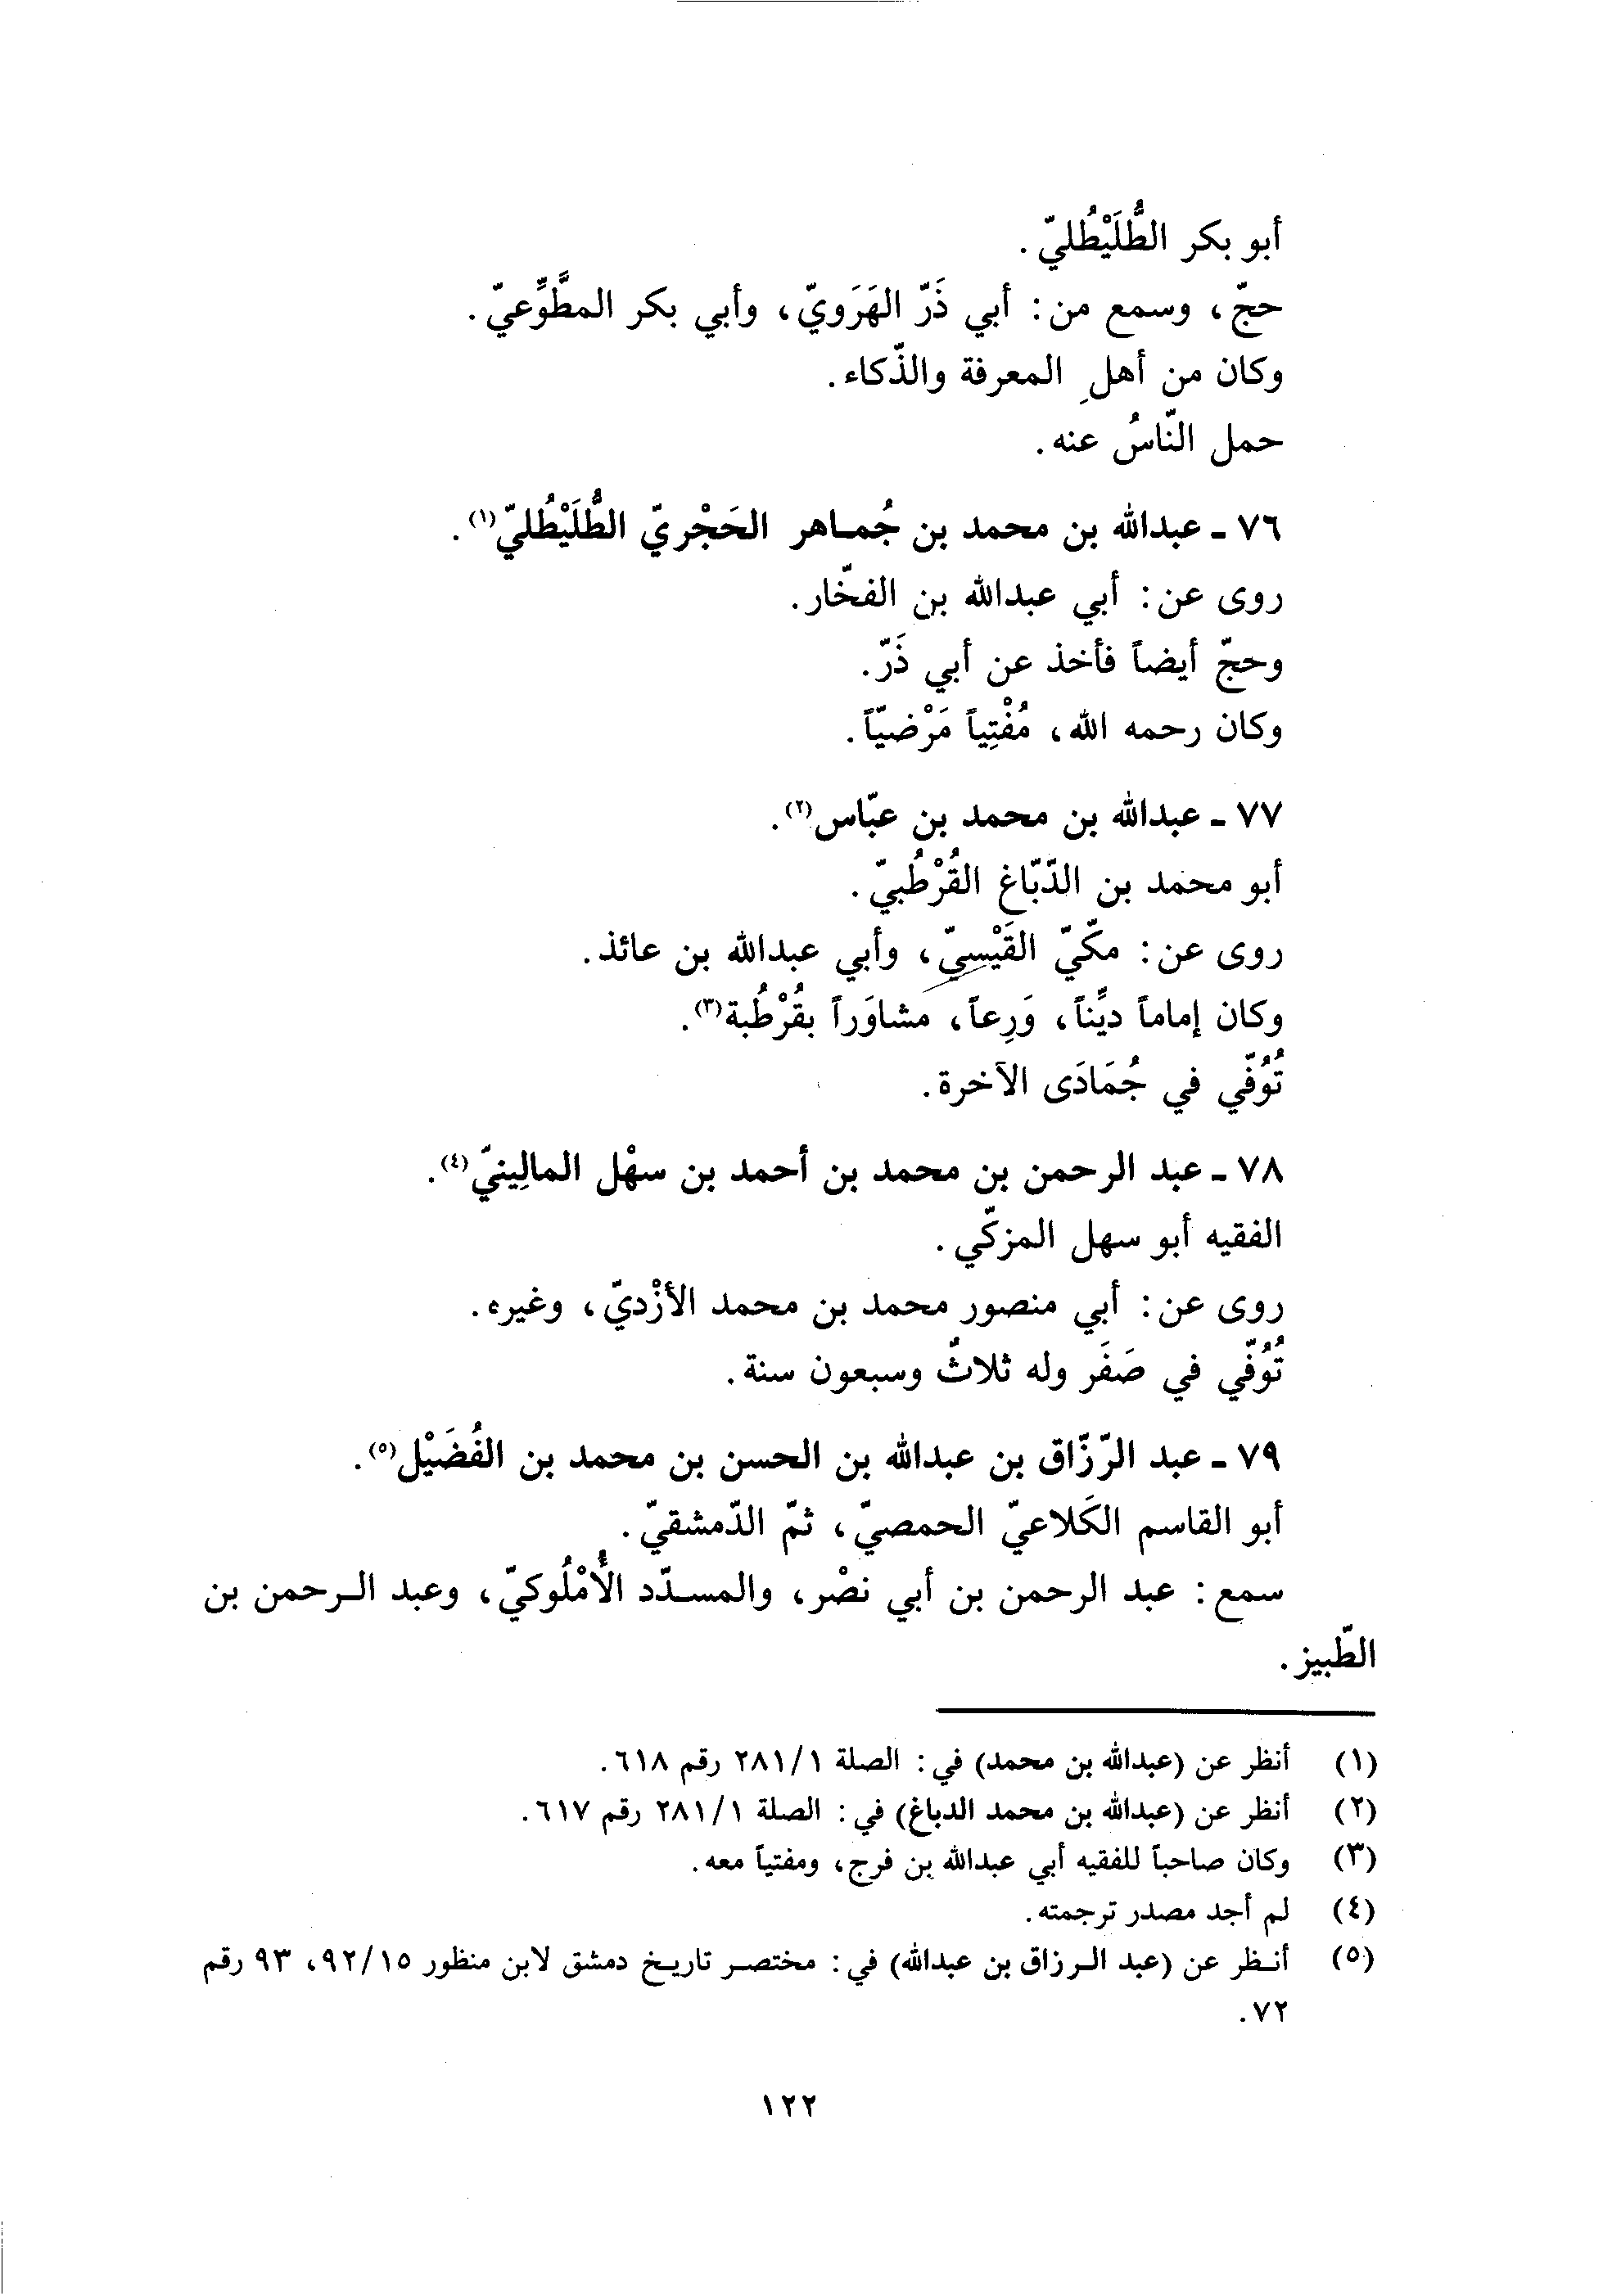 أبو بكر الطُّلَيْطُليّ.
حجّ، وسمع من: أبي ذَرّ الهَرَويّ، وأبي بكر المطَّوِّعيّ.
وكان من أهلِ المعرفة والذّكاء.
حمل النّاسُ عنه.
٧٦ ـ عبدالله بن محمد بن جُمـاهر الحَجْريّ الطُّلَيْطُليّ(١).
روى عن: أبي عبدالله بن الفخّار.
وحجّ أيضاً فأخذ عن أبي ذَرّ.
وكان رحمه الله، مُفْتِياً مَرْضيّاً.
٧٧ ـ عبدالله بن محمد بن عبّاس(٢).
أبو محمد بن الدّبّاغ القُرْطُبيّ.
روى عن: مكّيّ القَيْسيّ، وأبي عبدالله بن عائذ.
وكان إماماً ديِّناً، وَرِعاً، مشاوَراً بقُرْطُبة(٣).
تُوُفّي في جُمَادَى الآخرة.
٧٨ ـ عبد الرحمن بن محمد بن أحمد بن سهْل المالِينيّ(٤).
الفقيه أبو سهل المزكّي.
روى عن: أبي منصور محمد بن محمد الأزْديّ، وغيره.
تُوُفّي في صَفَر وله ثلاثٌ وسبعون سنة.
٧٩ ـ عبد الرّزّاق بن عبدالله بن الحسن بن محمد بن الفُضَيْل(٥).
أبو القاسم الكَلاعيّ الحمصيّ، ثمّ الدّمشقيّ.
سمع: عبد الرحمن بن أبي نصْر، والمسـدّد الأُمْلُوكيّ، وعبد الـرحمن بن
الطّبيز.
(١) أنظر عن (عبدالله بن محمد) في: الصلة ٢٨١/١ رقم ٦١٨.
(٢) أنظر عن (عبدالله بن محمد الدباغ) في: الصلة ٢٨١/١ رقم ٦١٧.
(٣) وكان صاحباً للفقيه أبي عبدالله بن فرج، ومفتياً معه.
(٤) لم أجد مصدر ترجمته.
(٥) أنـظر عن (عبد الـرزاق بن عبدالله) في: مختصـر تاريـخ دمشق لابن منظور ٩٢/١٥، ٩٣ رقم
٧٢.
١٢٢